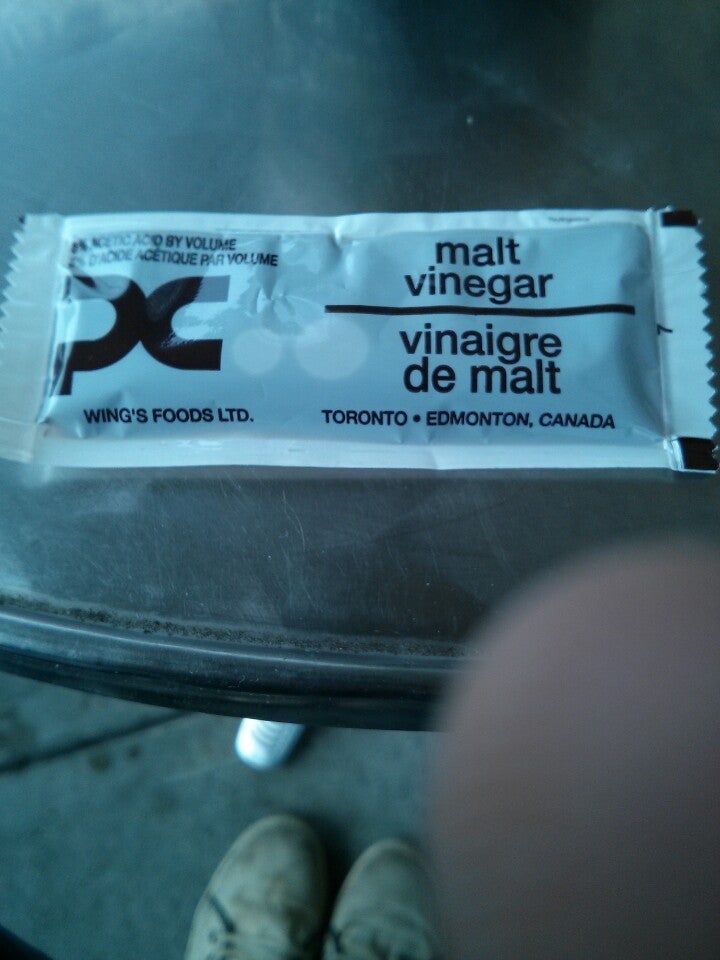 ACETIC ACID BY VOLUME
D'ACIDE ACÉTIQUE PAR VOLUME
pc
WING'S FOODS LTD.
malt
vinegar
vinaigre
de malt
TORONTO • EDMONTON, CANADA